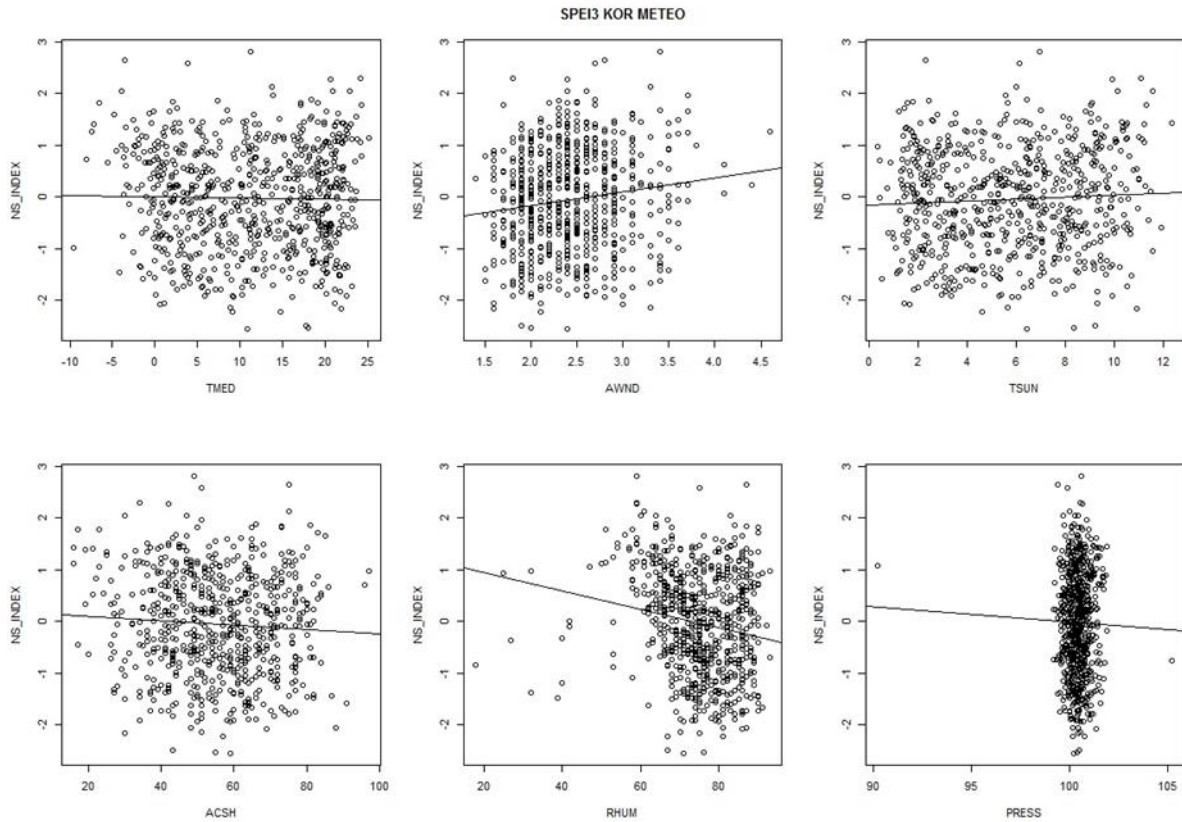 SPEI3 KOR METEO
NS_INDEX
3
2
1
0
-1
-2
-10 -5 0 5 10 15 20 25
TMED
NS_INDEX
3
2
1
0
-1
-2
1.5 2.0 2.5 3.0 3.5 4.0 4.5
AWND
NS_INDEX
3
2
1
0
-1
-2
0 2 4 6 8 10 12
TSUN
NS_INDEX
3
2
1
0
-1
-2
20 40 60 80 100
ACSH
NS_INDEX
3
2
1
0
-1
-2
20 40 60 80
RHUM
NS_INDEX
3
2
1
0
-1
-2
90 95 100 105
PRESS